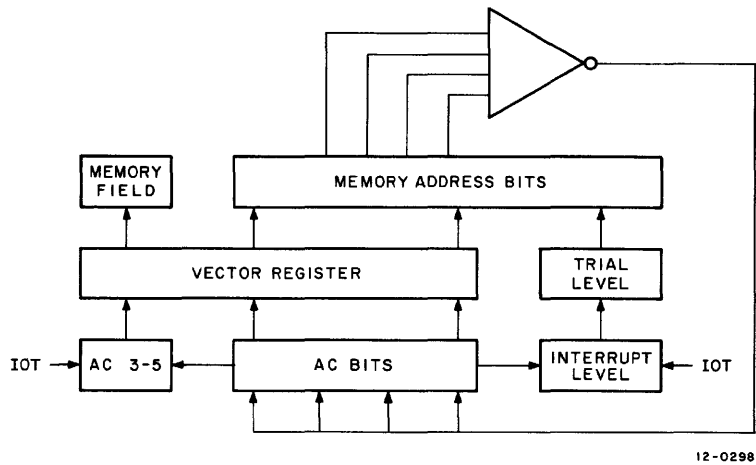 MEMORY
FIELD
MEMORY ADDRESS BITS
VECTOR REGISTER
TRIAL
LEVEL
IOT
AC 3-5
AC BITS
INTERRUPT
LEVEL
IOT
12-0298